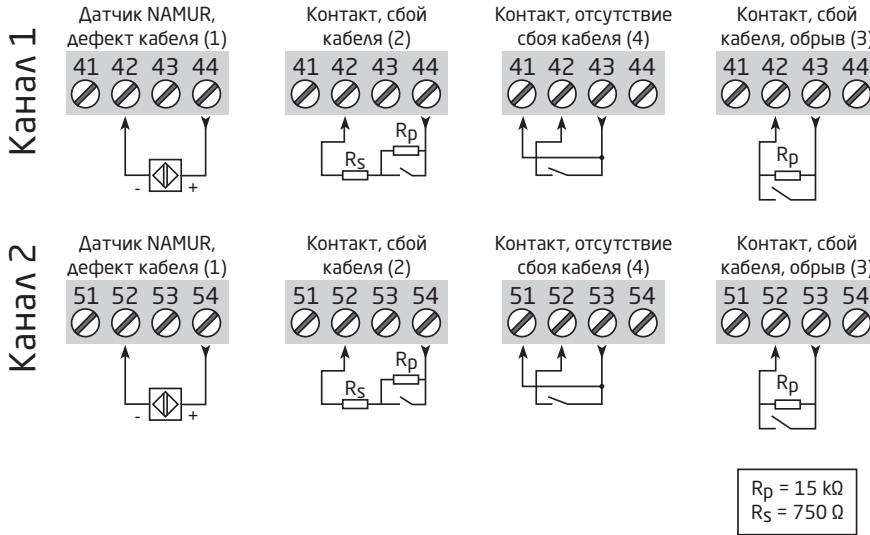 Канал 1
Датчик NAMUR,
дефект кабеля (1)
41 42 43 44
- +
Контакт, сбой
кабеля (2)
41 42 43 44
Rp
Rs
Контакт, отсутствие
сбоя кабеля (4)
41 42 43 44
Контакт, сбой
кабеля, обрыв (3)
41 42 43 44
Rp
Канал 2
Датчик NAMUR,
дефект кабеля (1)
51 52 53 54
- +
Контакт, сбой
кабеля (2)
51 52 53 54
Rp
Rs
Контакт, отсутствие
сбоя кабеля (4)
51 52 53 54
Контакт, сбой
кабеля, обрыв (3)
51 52 53 54
Rp
Rp = 15 kΩ
Rs = 750 Ω